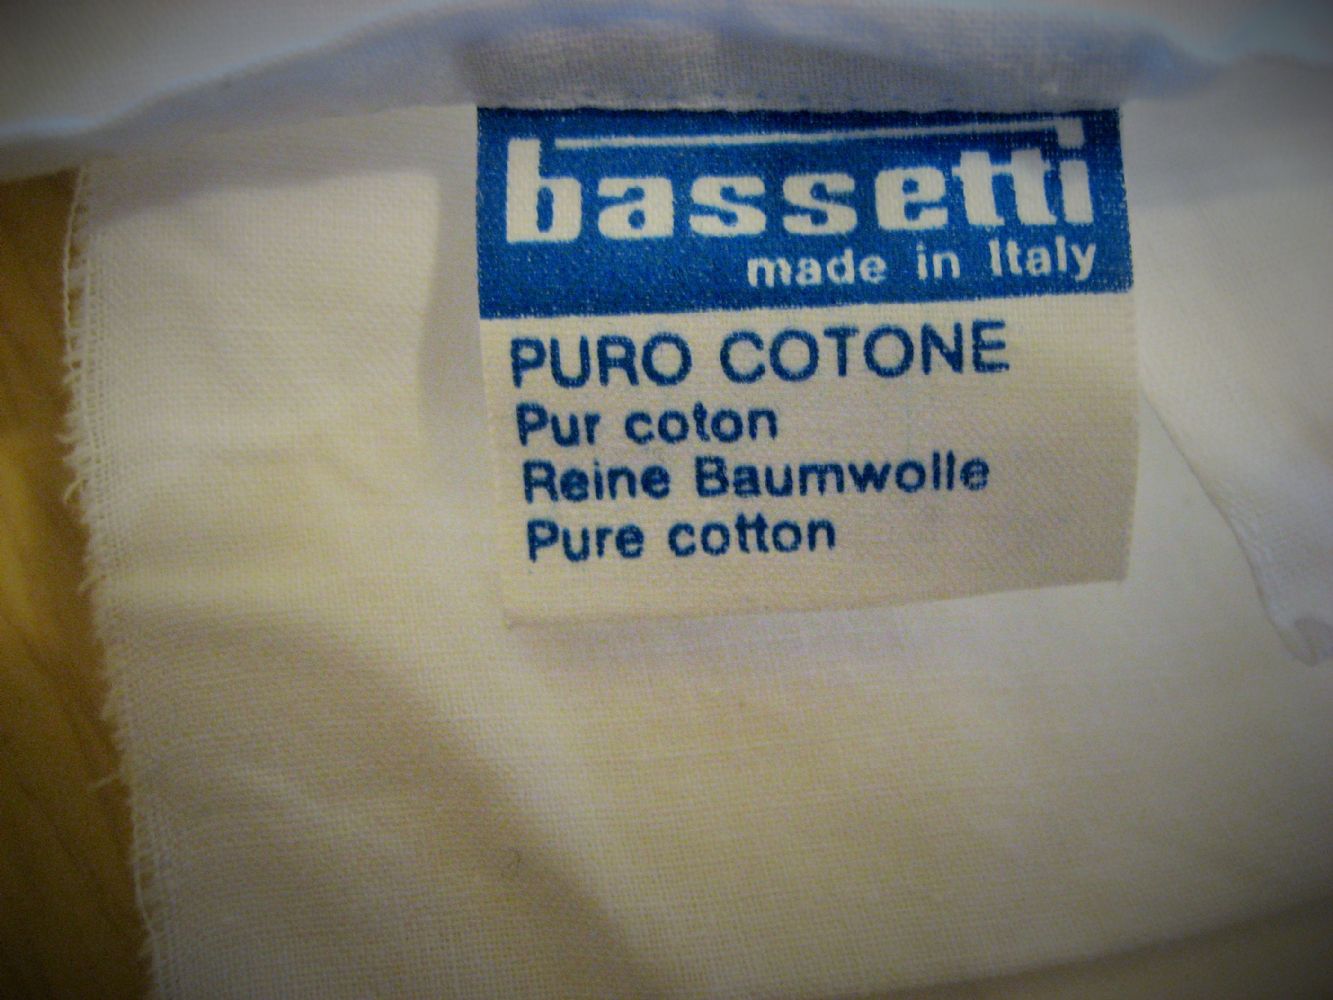 bassetti
made in Italy
PURO COTONE
Pur coton
Reine Baumwolle
Pure cotton